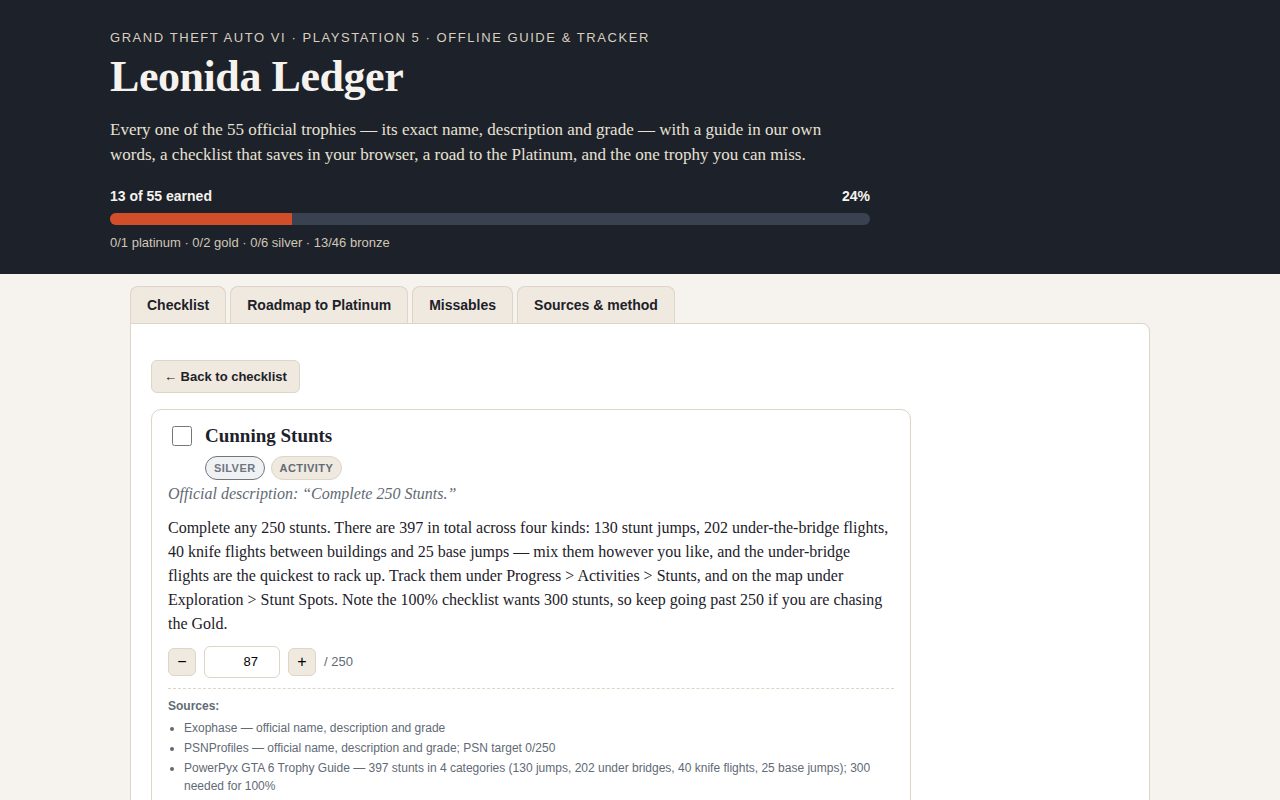 GRAND THEFT AUTO VI · PLAYSTATION 5 · OFFLINE GUIDE & TRACKER
Leonida Ledger
Every one of the 55 official trophies — its exact name, description and grade — with a guide in our own
words, a checklist that saves in your browser, a road to the Platinum, and the one trophy you can miss.
13 of 55 earned 24%
0/1 platinum · 0/2 gold · 0/6 silver · 13/46 bronze
Checklist Roadmap to Platinum Missables Sources & method
← Back to checklist
Cunning Stunts
SILVER ACTIVITY
Official description: “Complete 250 Stunts.”
Complete any 250 stunts. There are 397 in total across four kinds: 130 stunt jumps, 202 under-the-bridge flights,
40 knife flights between buildings and 25 base jumps — mix them however you like, and the under-bridge
flights are the quickest to rack up. Track them under Progress > Activities > Stunts, and on the map under
Exploration > Stunt Spots. Note the 100% checklist wants 300 stunts, so keep going past 250 if you are chasing
the Gold.
− 87 + / 250
Sources:
• Exophase — official name, description and grade
• PSNProfiles — official name, description and grade; PSN target 0/250
• PowerPyx GTA 6 Trophy Guide — 397 stunts in 4 categories (130 jumps, 202 under bridges, 40 knife flights, 25 base jumps); 300
needed for 100%